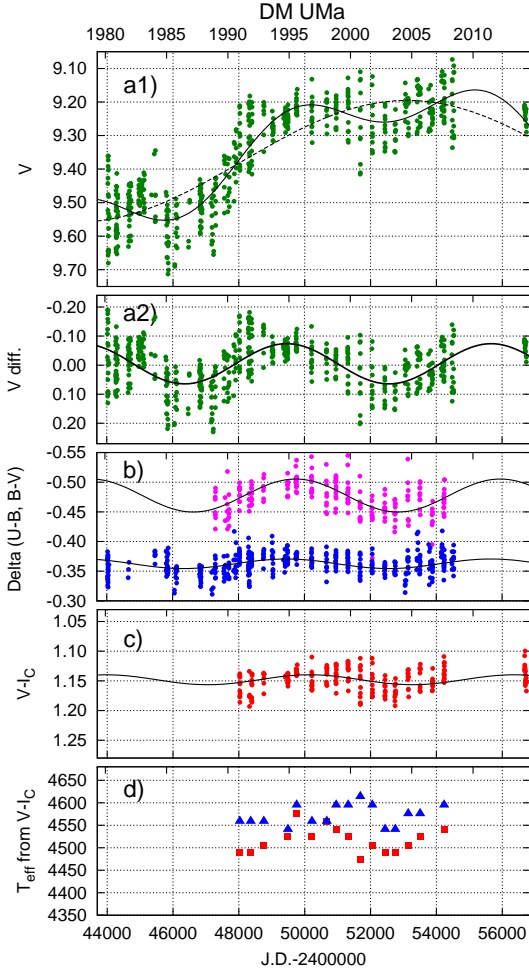 DM UMa
1980 1985 1990 1995 2000 2005 2010
a1)
V
9.10
9.20
9.30
9.40
9.50
9.60
9.70
a2)
V diff.
-0.20
-0.10
0.00
0.10
0.20
b)
Delta (U-B, B-V)
-0.55
-0.50
-0.45
-0.40
-0.35
-0.30
c)
V-I_C
1.05
1.10
1.15
1.20
1.25
d)
T_eff from V-I_C
4650
4600
4550
4500
4450
4400
4350
44000 46000 48000 50000 52000 54000 56000
J.D.-2400000